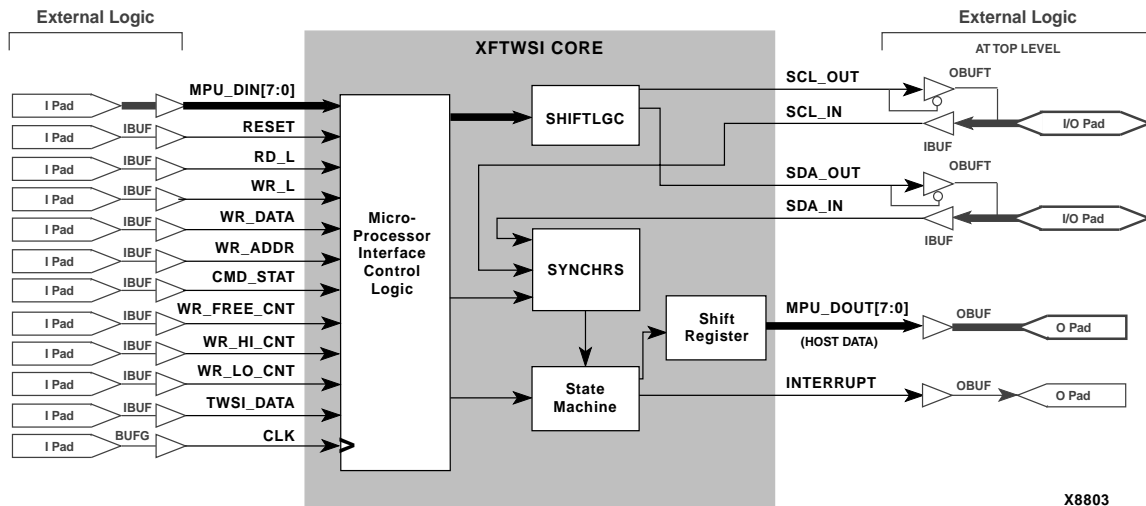 External Logic
External Logic
XFTWSI CORE
AT TOP LEVEL
I Pad
MPU_DIN[7:0]
SCL_OUT
OBUFT
I Pad
IBUF
RESET
SHIFTLGC
SCL_IN
IBUF
I/O Pad
I Pad
IBUF
RD_L
OBUFT
I Pad
IBUF
WR_L
SDA_OUT
I Pad
IBUF
WR_DATA
SDA_IN
IBUF
I/O Pad
Micro-
Processor
Interface
Control
Logic
I Pad
IBUF
WR_ADDR
SYNCHRS
I Pad
IBUF
CMD_STAT
I Pad
IBUF
WR_FREE_CNT
Shift
Register
MPU_DOUT[7:0]
(HOST DATA)
OBUF
O Pad
I Pad
IBUF
WR_HI_CNT
I Pad
IBUF
WR_LO_CNT
State
Machine
INTERRUPT
OBUF
O Pad
I Pad
IBUF
TWSI_DATA
I Pad
BUFG
CLK
X8803